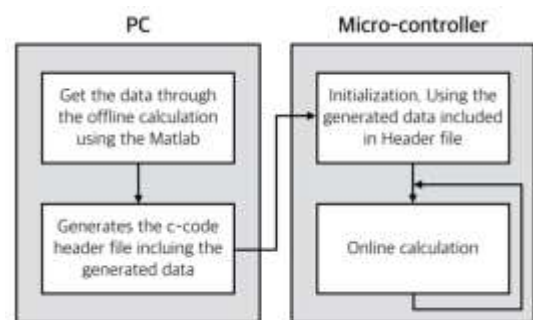 PC
Get the data through
the offline calculation
using the Matlab
Generates the c-code
header file incluing the
generated data
Micro-controller
Initialization. Using the
generated data included
in Header file
Online calculation